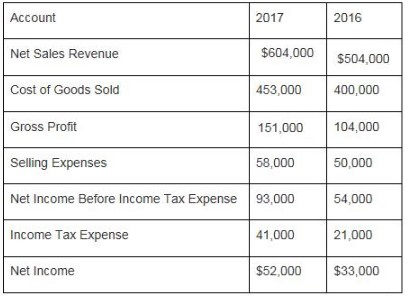 Account 2017 2016
Net Sales Revenue $604,000 $504,000
Cost of Goods Sold 453,000 400,000
Gross Profit 151,000 104,000
Selling Expenses 58,000 50,000
Net Income Before Income Tax Expense 93,000 54,000
Income Tax Expense 41,000 21,000
Net Income $52,000 $33,000